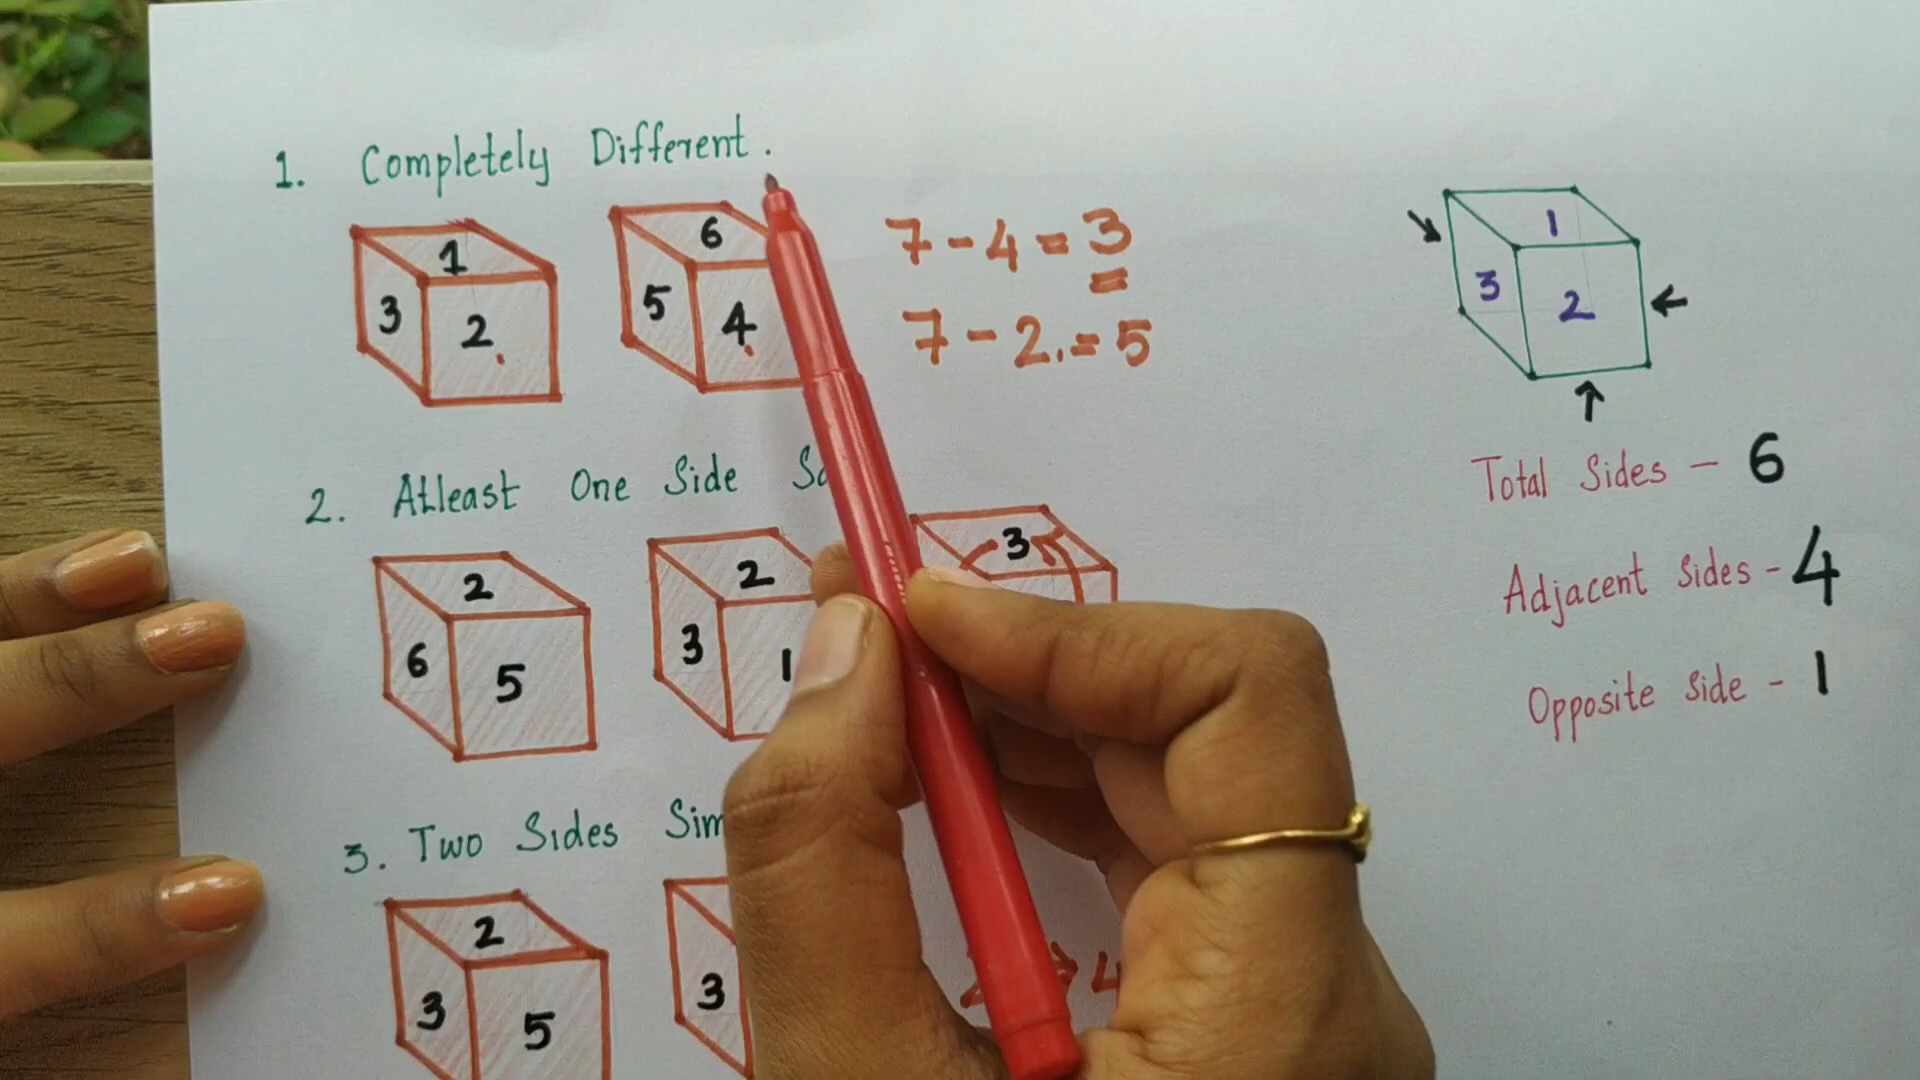 1. Completely Different.
1
3
2
6
5
4
7 - 4 = 3
7 - 2 = 5
1
3
2
Total Sides - 6
Adjacent Sides - 4
Opposite Side - 1
2. Atleast One Side
2
6
5
2
3
1
3
3. Two Sides
2
3
5
3